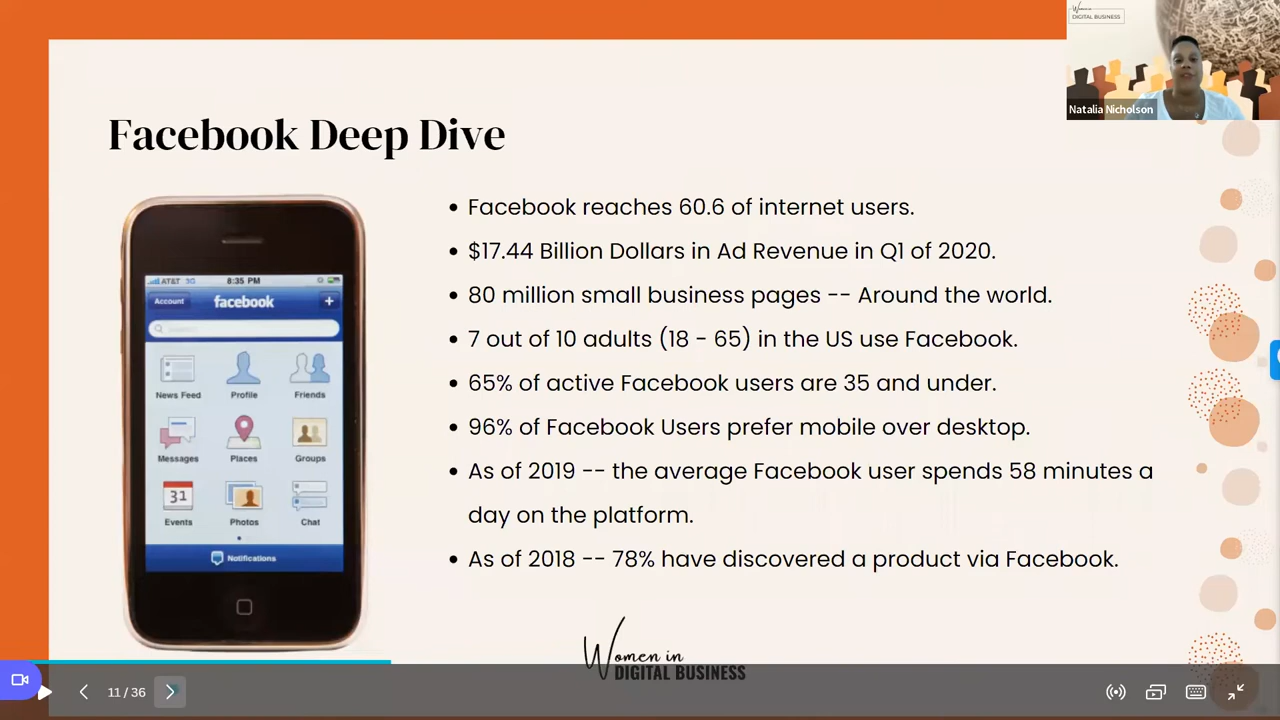 Women in
DIGITAL BUSINESS
Natalia Nicholson
Facebook Deep Dive
AT&T 3G 8:35 PM
Account facebook +
News Feed Profile Friends
Messages Places Groups
31
Events Photos Chat
Notifications
• Facebook reaches 60.6 of internet users.
• $17.44 Billion Dollars in Ad Revenue in Q1 of 2020.
• 80 million small business pages -- Around the world.
• 7 out of 10 adults (18 - 65) in the US use Facebook.
• 65% of active Facebook users are 35 and under.
• 96% of Facebook Users prefer mobile over desktop.
• As of 2019 -- the average Facebook user spends 58 minutes a
day on the platform.
• As of 2018 -- 78% have discovered a product via Facebook.
Women in
DIGITAL BUSINESS
11 / 36